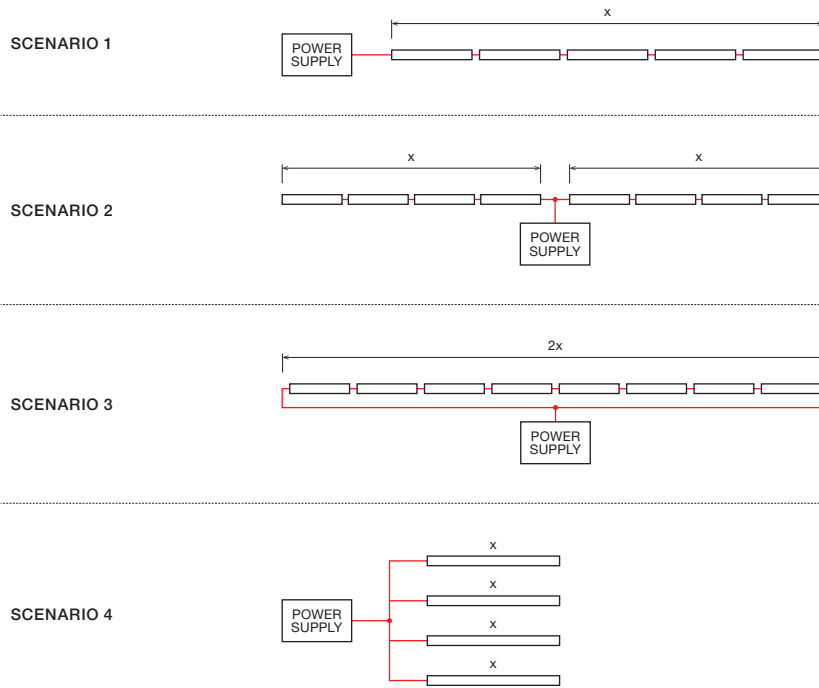 x
SCENARIO 1
POWER
SUPPLY
x
x
SCENARIO 2
POWER
SUPPLY
2x
SCENARIO 3
POWER
SUPPLY
x
x
SCENARIO 4
POWER
SUPPLY
x
x